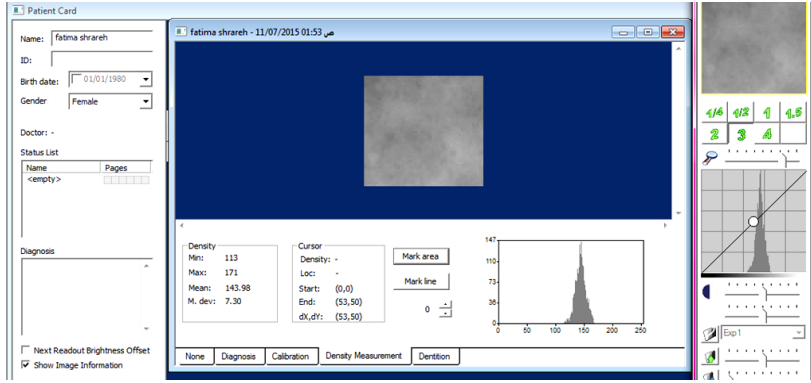 Patient Card
Name: fatima shrareh
ID:
Birth date: 01/01/1980
Gender Female
Doctor: -
Status List
Name Pages
<empty>
Diagnosis
Next Readout Brightness Offset
Show Image Information
fatima shrareh - 11/07/2015 01:53 ص
Density
Min: 113
Max: 171
Mean: 143.98
M. dev: 7.30
Cursor
Density: -
Loc: -
Start: (0,0)
End: (53,50)
dX,dY: (53,50)
Mark area
Mark line
0
147
110
73
36
0
0 50 100 150 200 250
None Diagnosis Calibration Density Measurement Dentition
1/4 1/2 1 1.5
2 3 4
Exp1